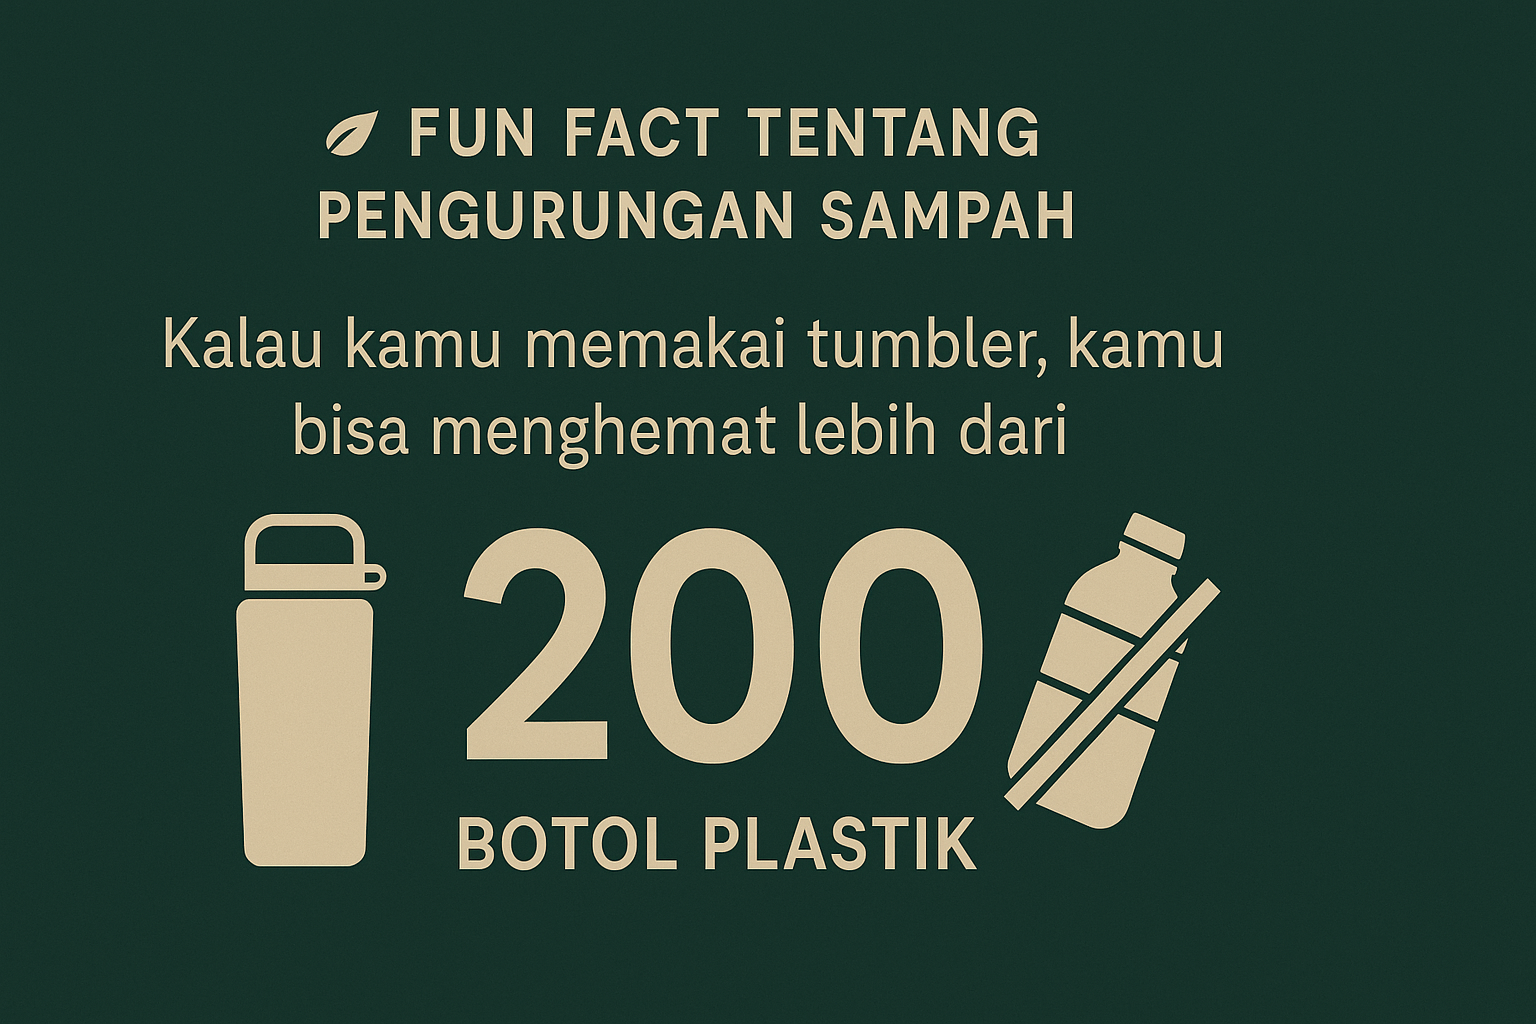 FUN FACT TENTANG
PENGURUNGAN SAMPAH
Kalau kamu memakai tumbler, kamu
bisa menghemat lebih dari
200
BOTOL PLASTIK